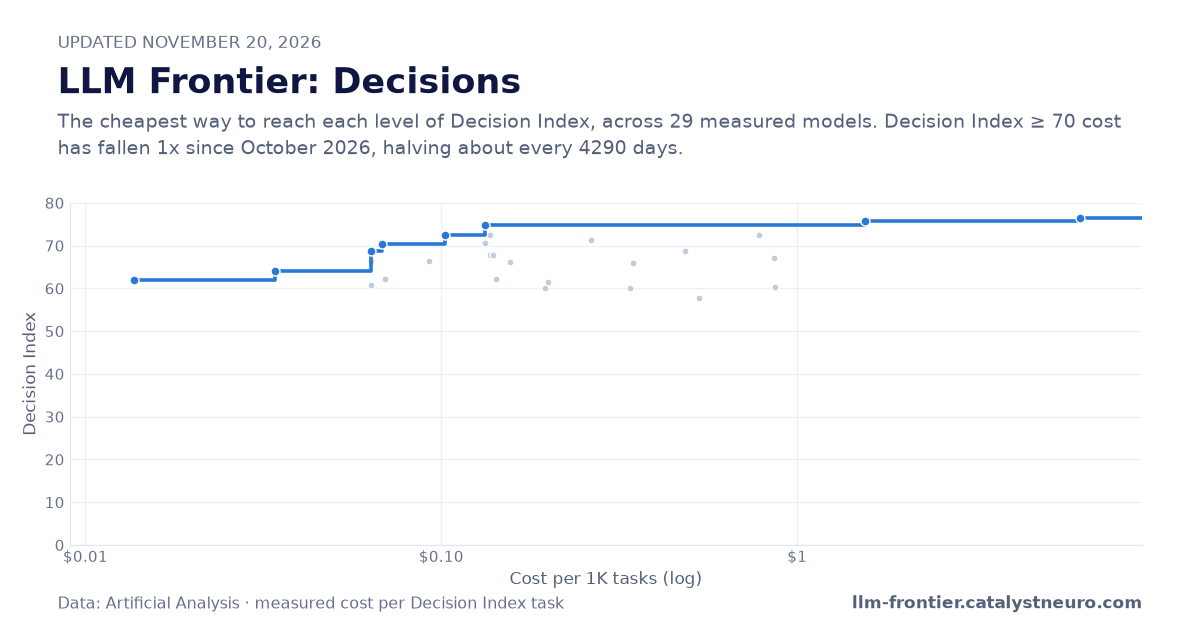 UPDATED NOVEMBER 20, 2026
LLM Frontier: Decisions
The cheapest way to reach each level of Decision Index, across 29 measured models. Decision Index ≥ 70 cost
has fallen 1x since October 2026, halving about every 4290 days.
80
70
60
50
40
30
20
10
0
Decision Index
$0.01
$0.10
$1
Cost per 1K tasks (log)
Data: Artificial Analysis · measured cost per Decision Index task
llm-frontier.catalystneuro.com